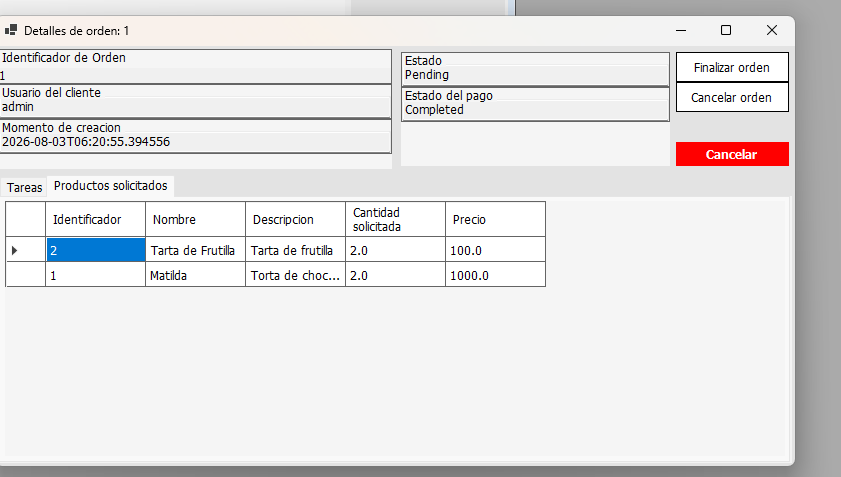 Detalles de orden: 1
Identificador de Orden
1
Usuario del cliente
admin
Momento de creacion
2026-08-03T06:20:55.394556
Estado
Pending
Estado del pago
Completed
Finalizar orden
Cancelar orden
Cancelar
Tareas
Productos solicitados
Identificador
Nombre
Descripcion
Cantidad
solicitada
Precio
2
Tarta de Frutilla
Tarta de frutilla
2.0
100.0
1
Matilda
Torta de choc...
2.0
1000.0